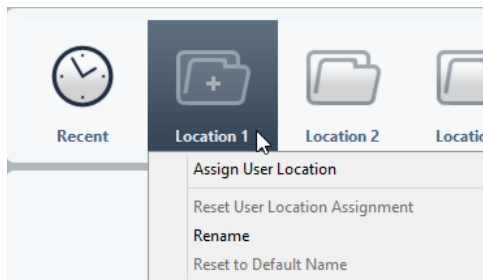 Recent
Location 1
Location 2
Assign User Location
Reset User Location Assignment
Rename
Reset to Default Name